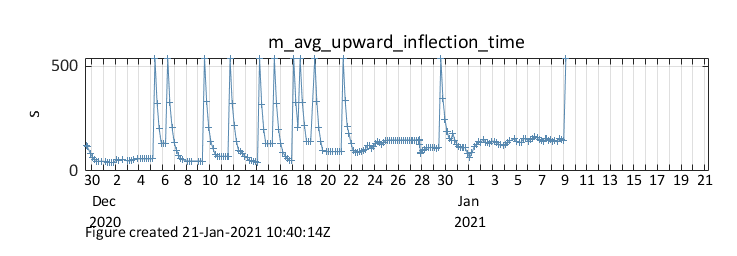 m_avg_upward_inflection_time
500
s
0
30 2 4 6 8 10 12 14 16 18 20 22 24 26 28 30 1 3 5 7 9 11 13 15 17 19 21
Dec Jan
2020 2021
Figure created 21-Jan-2021 10:40:14Z